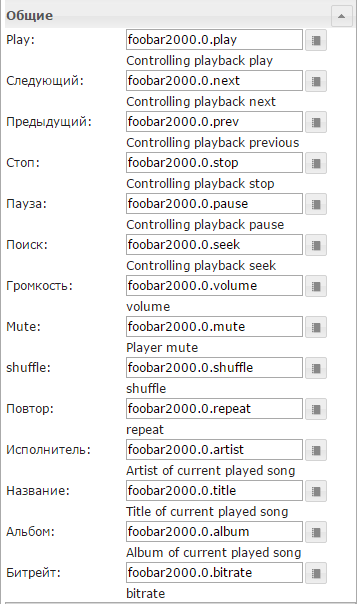 Общие
Play: foobar2000.0.play
Controlling playback play
Следующий: foobar2000.0.next
Controlling playback next
Предыдущий: foobar2000.0.prev
Controlling playback previous
Стоп: foobar2000.0.stop
Controlling playback stop
Пауза: foobar2000.0.pause
Controlling playback pause
Поиск: foobar2000.0.seek
Controlling playback seek
Громкость: foobar2000.0.volume
volume
Mute: foobar2000.0.mute
Player mute
shuffle: foobar2000.0.shuffle
shuffle
Повтор: foobar2000.0.repeat
repeat
Исполнитель: foobar2000.0.artist
Artist of current played song
Название: foobar2000.0.title
Title of current played song
Альбом: foobar2000.0.album
Album of current played song
Битрейт: foobar2000.0.bitrate
bitrate